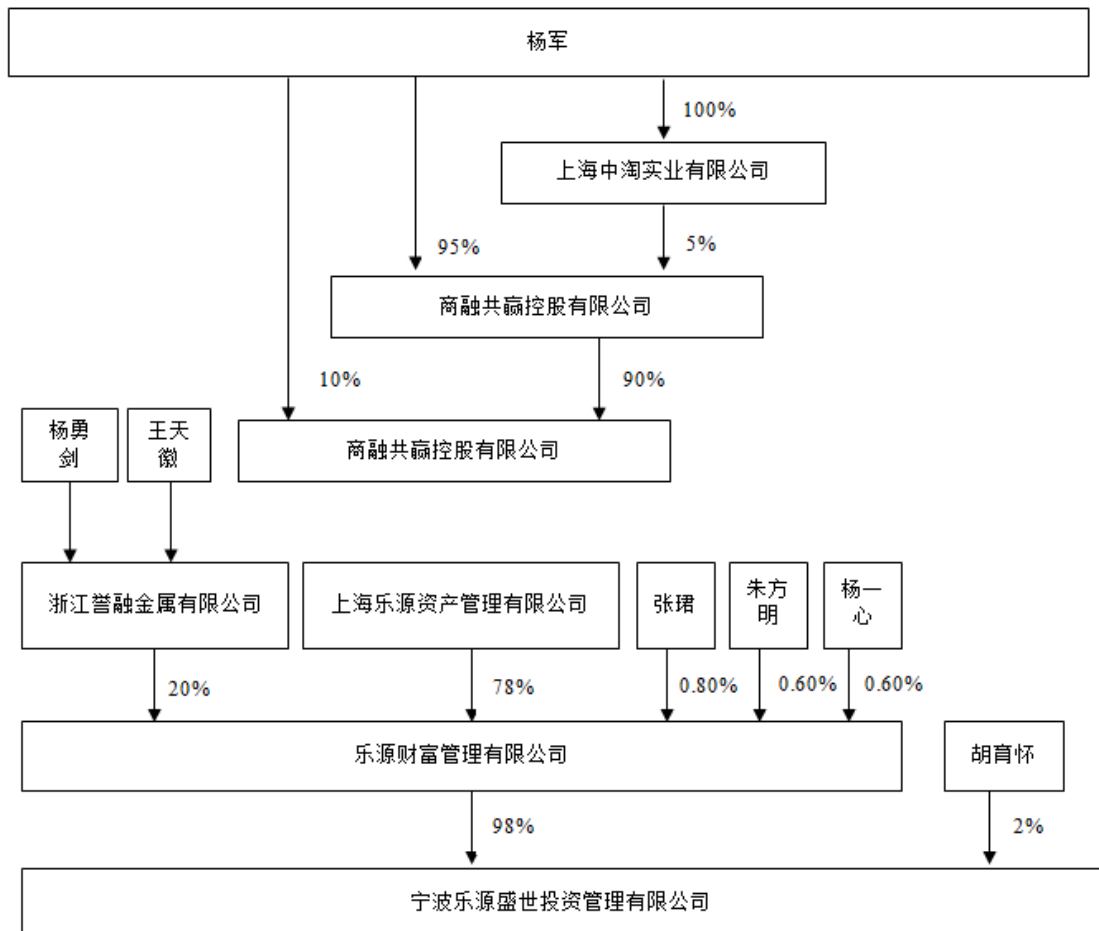 杨军
100%
上海中淘实业有限公司
95%
5%
商融共赢控股有限公司
10%
90%
杨勇
剑
王天
徽
商融共赢控股有限公司
浙江誉融金属有限公司
上海乐源资产管理有限公司
张珺
朱方
明
杨一
心
20%
78%
0.80%
0.60%
0.60%
乐源财富管理有限公司
胡育怀
98%
2%
宁波乐源盛世投资管理有限公司